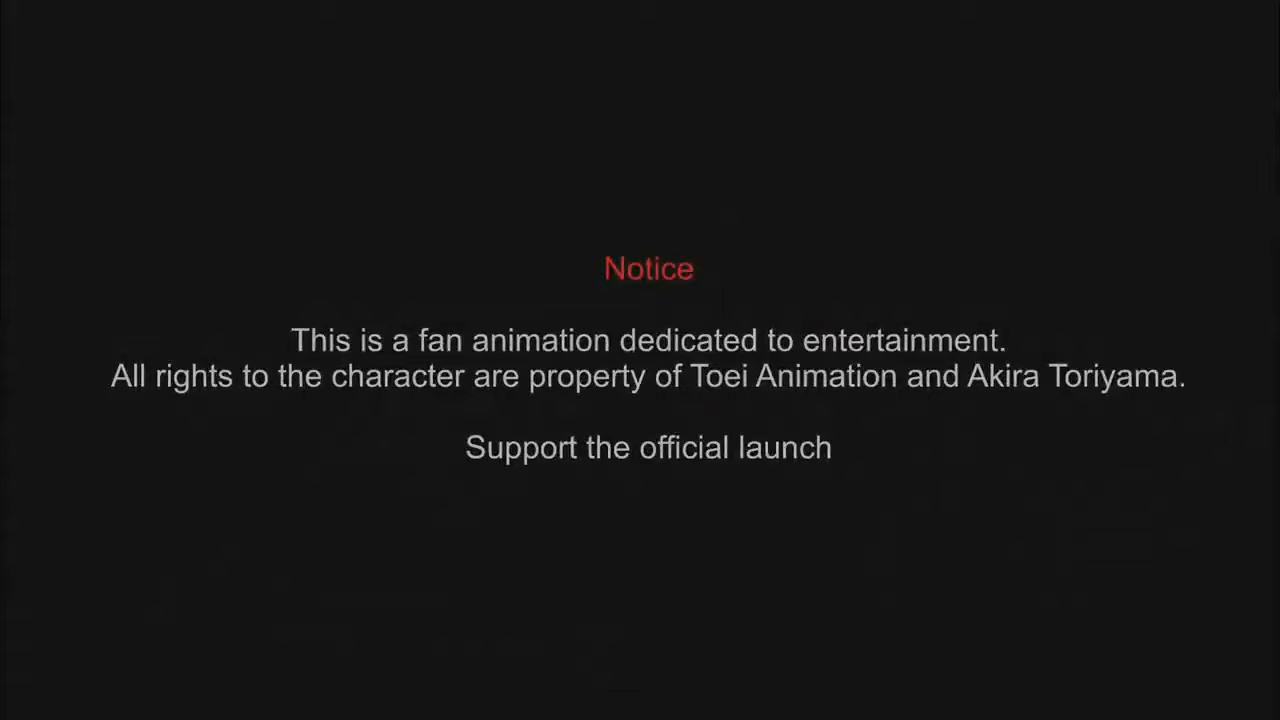 Notice
This is a fan animation dedicated to entertainment.
All rights to the character are property of Toei Animation and Akira Toriyama.
Support the official launch